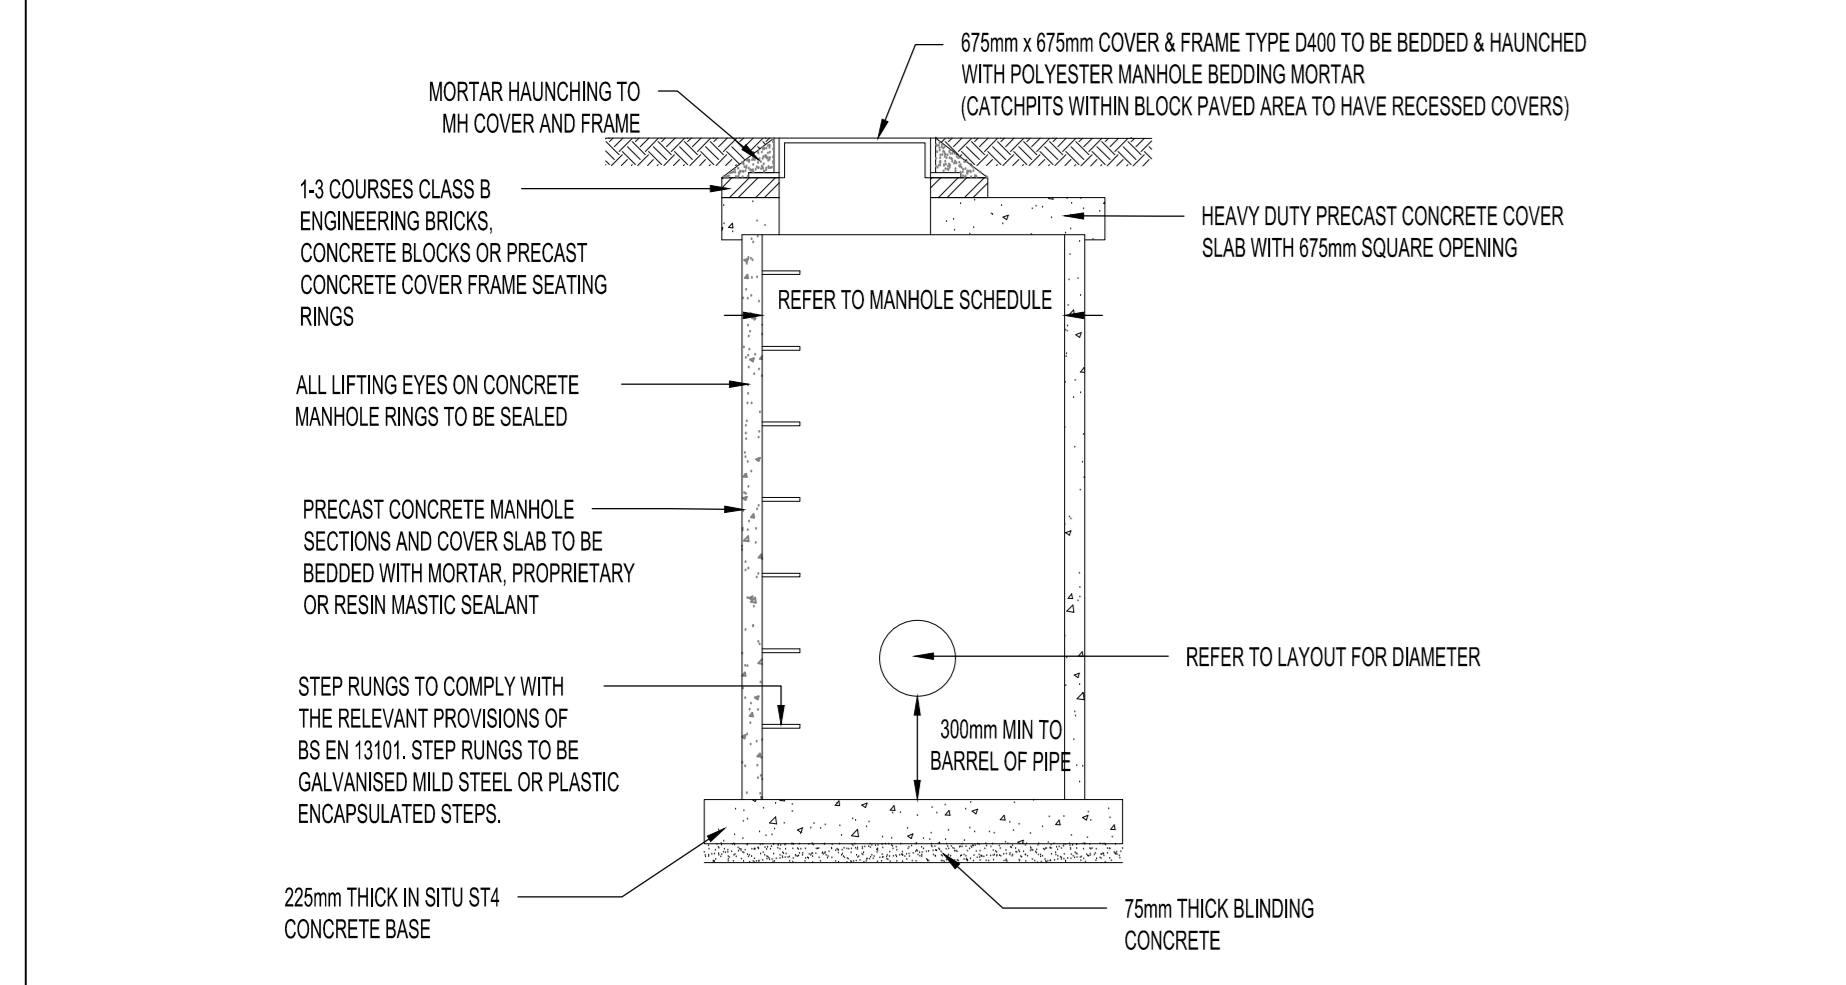 675mm x 675mm COVER & FRAME TYPE D400 TO BE BEDDED & HAUNCHED
WITH POLYESTER MANHOLE BEDDING MORTAR
(CATCHPITS WITHIN BLOCK PAVED AREA TO HAVE RECESSED COVERS)
MORTAR HAUNCHING TO
MH COVER AND FRAME
1-3 COURSES CLASS B
ENGINEERING BRICKS,
CONCRETE BLOCKS OR PRECAST
CONCRETE COVER FRAME SEATING
RINGS
HEAVY DUTY PRECAST CONCRETE COVER
SLAB WITH 675mm SQUARE OPENING
REFER TO MANHOLE SCHEDULE
ALL LIFTING EYES ON CONCRETE
MANHOLE RINGS TO BE SEALED
PRECAST CONCRETE MANHOLE
SECTIONS AND COVER SLAB TO BE
BEDDED WITH MORTAR, PROPRIETARY
OR RESIN MASTIC SEALANT
REFER TO LAYOUT FOR DIAMETER
STEP RUNGS TO COMPLY WITH
THE RELEVANT PROVISIONS OF
BS EN 13101. STEP RUNGS TO BE
GALVANISED MILD STEEL OR PLASTIC
ENCAPSULATED STEPS.
300mm MIN TO
BARREL OF PIPE
225mm THICK IN SITU ST4
CONCRETE BASE
75mm THICK BLINDING
CONCRETE